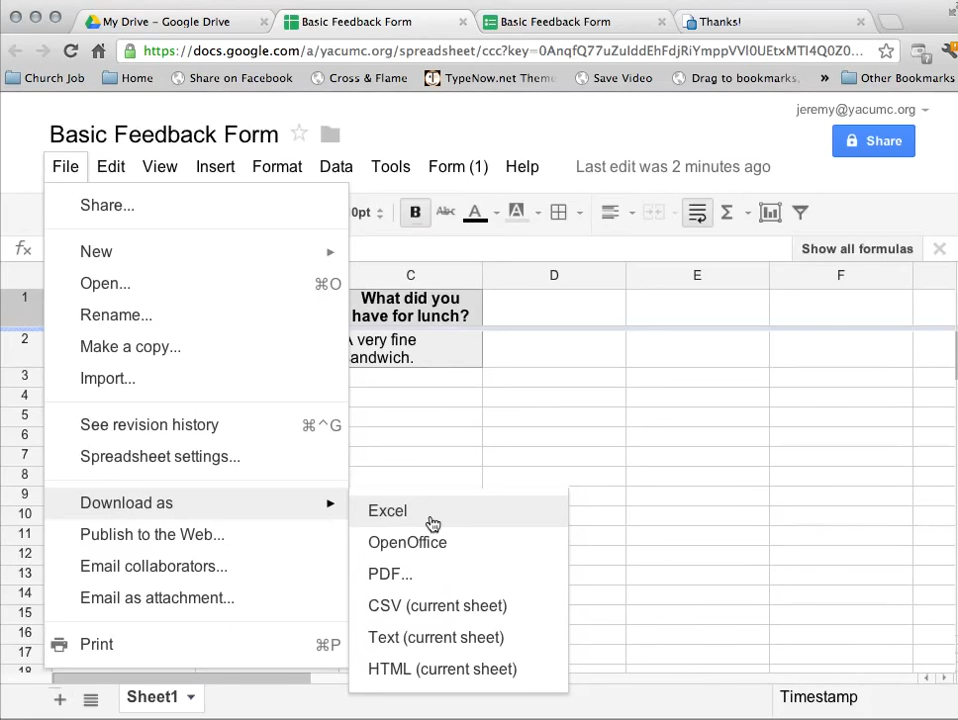 My Drive – Google Drive
Basic Feedback Form
Basic Feedback Form
Thanks!
https://docs.google.com/a/yacumc.org/spreadsheet/ccc?key=0AnqfQ77uZulddEhFdjRiYmppVVl0UEtxMTI4Q0Z0...
Church Job
Home
Share on Facebook
Cross & Flame
TypeNow.net Theme
Save Video
Drag to bookmarks,
»
Other Bookmarks
jeremy@yacumc.org
Basic Feedback Form
Share
File Edit View Insert Format Data Tools Form (1) Help Last edit was 2 minutes ago
0pt B Abc A A Σ
fx
Show all formulas
C D E F
1
What did you
have for lunch?
2
A very fine
andwich.
3
4
5
6
7
8
9
10
11
12
13
14
15
16
17
18
Share...
New
Open... ⌘O
Rename...
Make a copy...
Import...
See revision history ⌘^G
Spreadsheet settings...
Download as
Publish to the Web...
Email collaborators...
Email as attachment...
Print ⌘P
Excel
OpenOffice
PDF...
CSV (current sheet)
Text (current sheet)
HTML (current sheet)
+
Sheet1
Timestamp